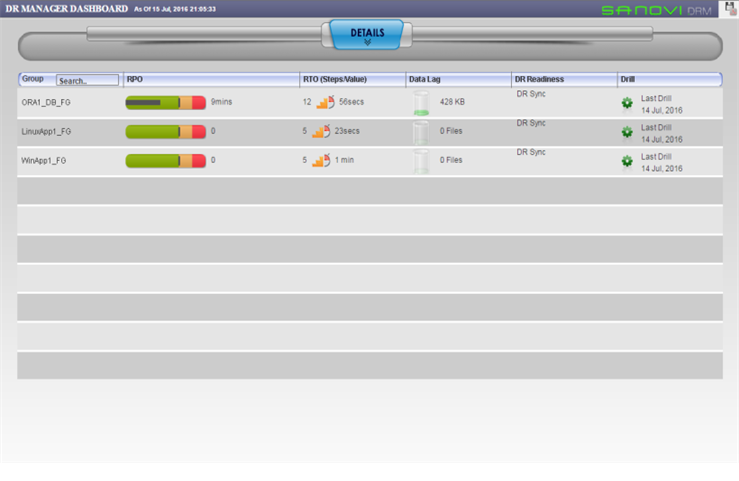 DR MANAGER DASHBOARD As Of 15 Jul, 2016 21:05:33 SANOVI DRM
DETAILS
Group Search.. RPO RTO (Steps/Value) Data Lag DR Readiness Drill
ORA1_DB_FG 9mins 12 56secs 428 KB DR Sync Last Drill
14 Jul, 2016
LinuxApp1_FG 0 5 23secs 0 Files DR Sync Last Drill
14 Jul, 2016
WinApp1_FG 0 5 1 min 0 Files DR Sync Last Drill
14 Jul, 2016